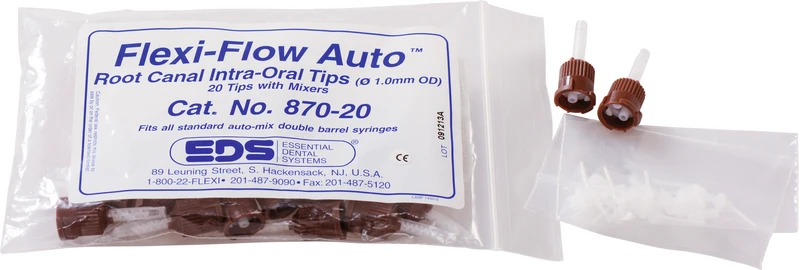 Flexi-Flow Auto™
Root Canal Intra-Oral Tips (Ø 1.0mm OD)
20 Tips with Mixers
Cat. No. 870-20
Fits all standard auto-mix double barrel syringes
EDS ESSENTIAL DENTAL SYSTEMS ®
89 Leuning Street, S. Hackensack, NJ, U.S.A.
1-800-22-FLEXI • 201-487-9090 • Fax: 201-487-5120
CE
LOT 091213A